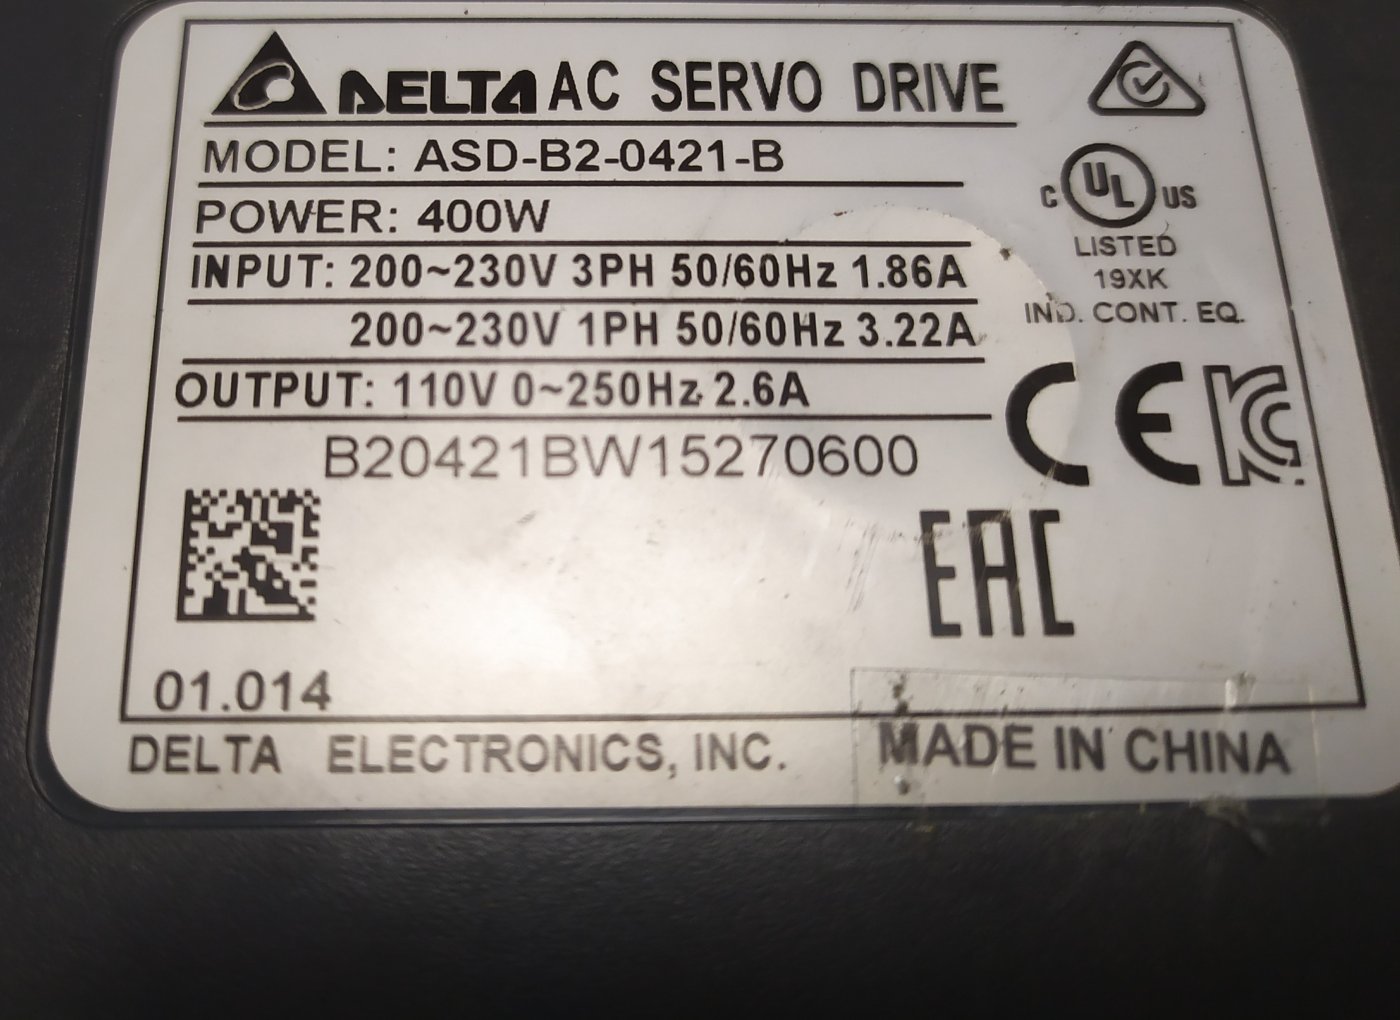 DELTA AC SERVO DRIVE
MODEL: ASD-B2-0421-B
POWER: 400W
INPUT: 200~230V 3PH 50/60Hz 1.86A
200~230V 1PH 50/60Hz 3.22A
OUTPUT: 110V 0~250Hz 2.6A
B20421BW15270600
C UL US
LISTED
19XK
IND. CONT. EQ.
CE KC
EAC
01.014
DELTA ELECTRONICS, INC.
MADE IN CHINA